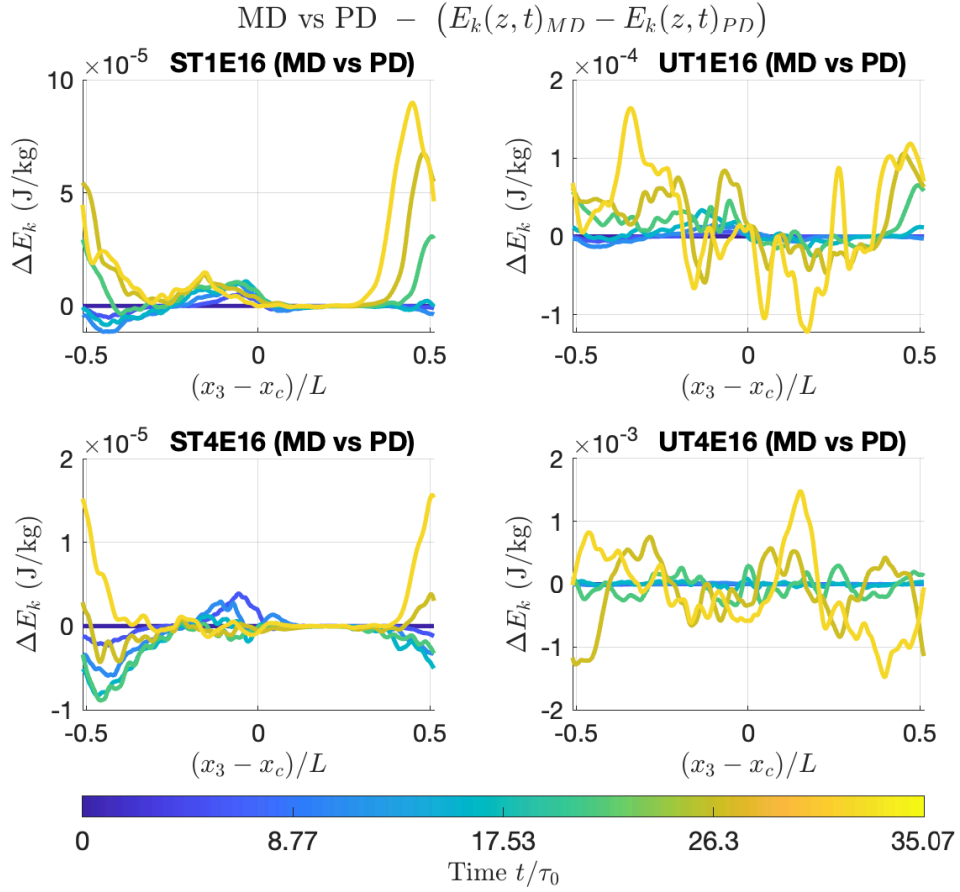 MD vs PD − (E_k(z, t)_{MD} − E_k(z, t)_{PD})
×10^{-5} ST1E16 (MD vs PD)
10
5
0
ΔE_k (J/kg)
-0.5 0 0.5
(x_3 − x_c)/L
×10^{-4} UT1E16 (MD vs PD)
2
1
0
-1
ΔE_k (J/kg)
-0.5 0 0.5
(x_3 − x_c)/L
×10^{-5} ST4E16 (MD vs PD)
2
1
0
-1
ΔE_k (J/kg)
-0.5 0 0.5
(x_3 − x_c)/L
×10^{-3} UT4E16 (MD vs PD)
2
1
0
-1
-2
ΔE_k (J/kg)
-0.5 0 0.5
(x_3 − x_c)/L
0 8.77 17.53 26.3 35.07
Time t/τ_0